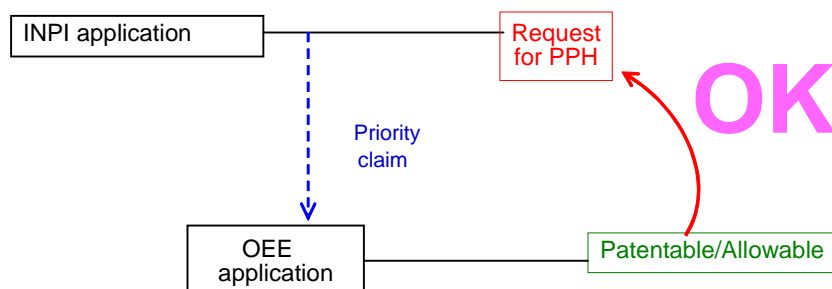 INPI application
Request
for PPH
OK
Priority
claim
OEE
application
Patentable/Allowable